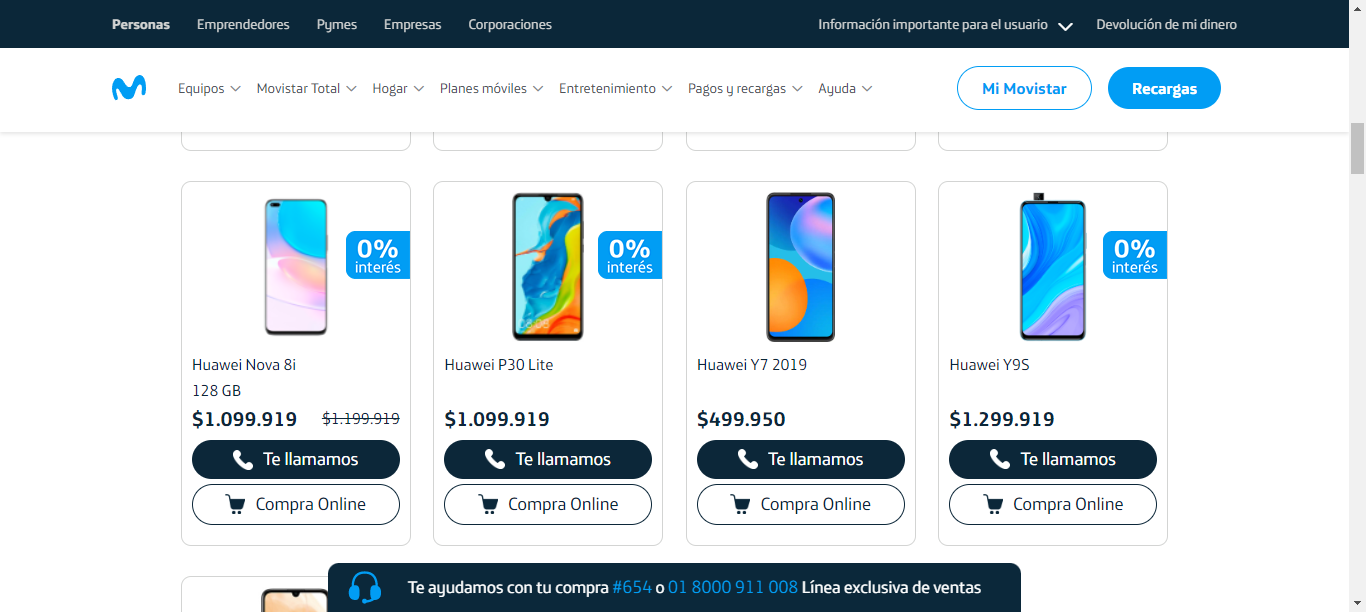 Personas Emprendedores Pymes Empresas Corporaciones Información importante para el usuario Devolución de mi dinero
Equipos Movistar Total Hogar Planes móviles Entretenimiento Pagos y recargas Ayuda Mi Movistar Recargas
0% interés
Huawei Nova 8i
128 GB
$1.099.919 $1.199.919
Te llamamos
Compra Online
0% interés
Huawei P30 Lite
$1.099.919
Te llamamos
Compra Online
Huawei Y7 2019
$499.950
Te llamamos
Compra Online
0% interés
Huawei Y9S
$1.299.919
Te llamamos
Compra Online
Te ayudamos con tu compra #654 o 01 8000 911 008 Línea exclusiva de ventas